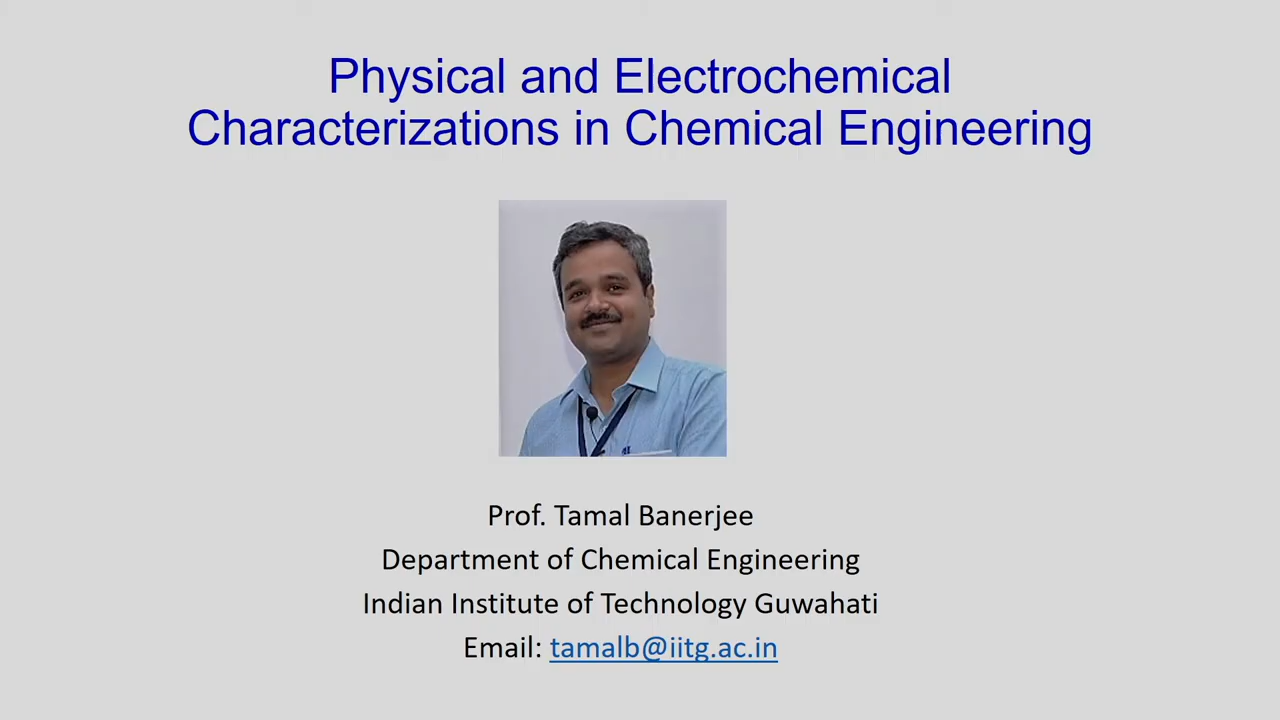 Physical and Electrochemical
Characterizations in Chemical Engineering
Prof. Tamal Banerjee
Department of Chemical Engineering
Indian Institute of Technology Guwahati
Email: tamalb@iitg.ac.in